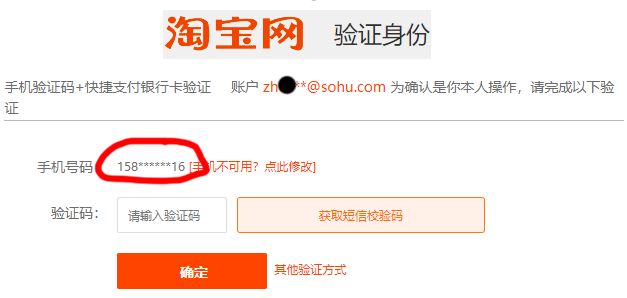 淘宝网 验证身份
手机验证码+快捷支付银行卡验证 账户 zh**@sohu.com 为确认是你本人操作，请完成以下验
证
手机号码 158******16 [手机不可用？点此修改]
验证码： 请输入验证码 获取短信校验码
确定 其他验证方式